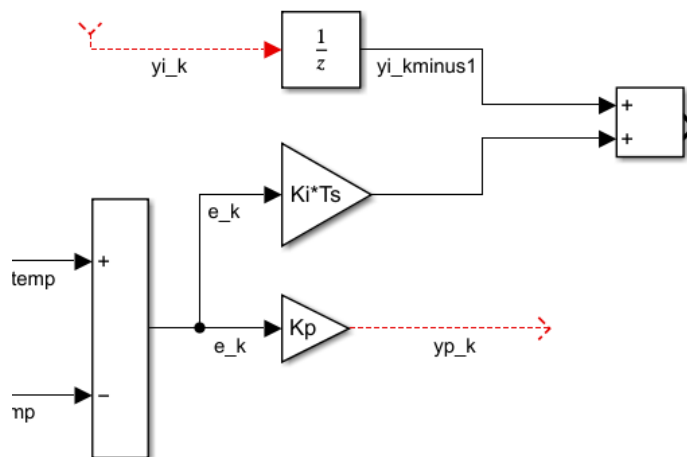 1
z
yi_k
yi_kminus1
+
+
Ki*Ts
e_k
+
temp
Kp
e_k
yp_k
−
mp